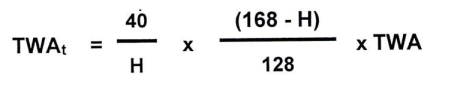 TWAₜ = 40 / H x (168 - H) / 128 x TWA